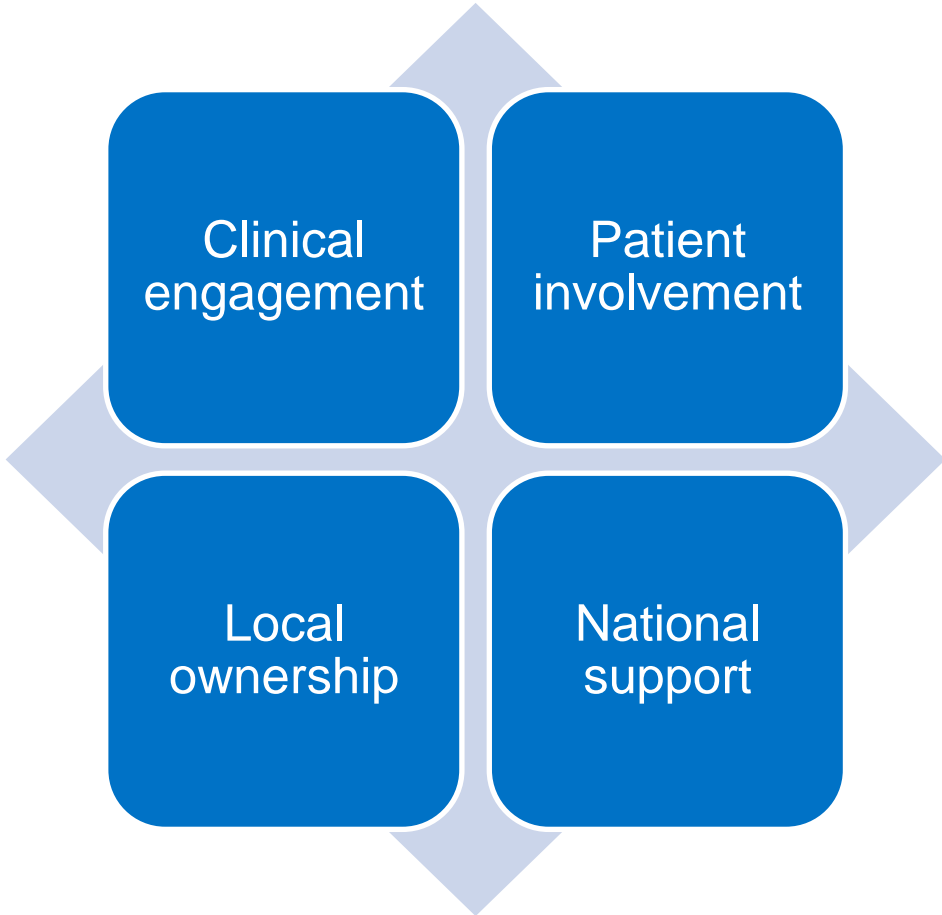 Clinical
engagement
Patient
involvement
Local
ownership
National
support